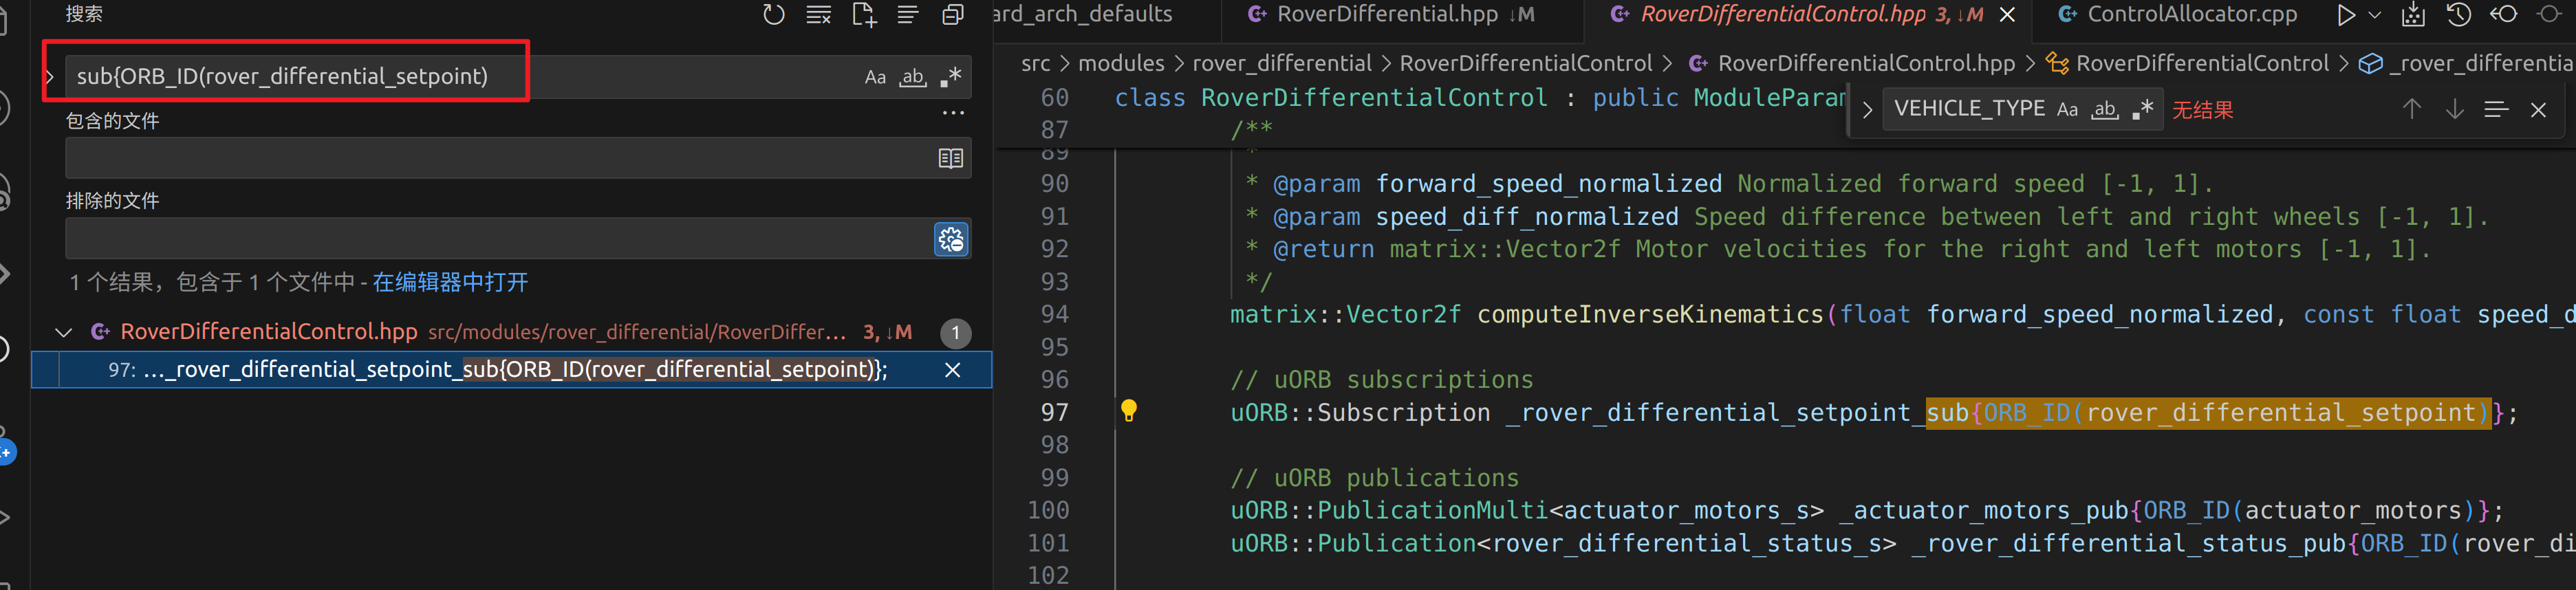 搜索
sub{ORB_ID(rover_differential_setpoint)
Aa ab .*
包含的文件
...
排除的文件
1 个结果，包含于 1 个文件中 - 在编辑器中打开
RoverDifferentialControl.hpp src/modules/rover_differential/RoverDiffer... 3, ↓M 1
97: ..._rover_differential_setpoint_sub{ORB_ID(rover_differential_setpoint)};
ard_arch_defaults RoverDifferential.hpp ↓M RoverDifferentialControl.hpp 3, ↓M ControlAllocator.cpp
src > modules > rover_differential > RoverDifferentialControl > RoverDifferentialControl.hpp > RoverDifferentialControl > _rover_differentia
VEHICLE_TYPE Aa ab .* 无结果
60 class RoverDifferentialControl : public ModuleParam
87 /**
89 *
90 * @param forward_speed_normalized Normalized forward speed [-1, 1].
91 * @param speed_diff_normalized Speed difference between left and right wheels [-1, 1].
92 * @return matrix::Vector2f Motor velocities for the right and left motors [-1, 1].
93 */
94 matrix::Vector2f computeInverseKinematics(float forward_speed_normalized, const float speed_d
95
96 // uORB subscriptions
97 uORB::Subscription _rover_differential_setpoint_sub{ORB_ID(rover_differential_setpoint)};
98
99 // uORB publications
100 uORB::PublicationMulti<actuator_motors_s> _actuator_motors_pub{ORB_ID(actuator_motors)};
101 uORB::Publication<rover_differential_status_s> _rover_differential_status_pub{ORB_ID(rover_di
102